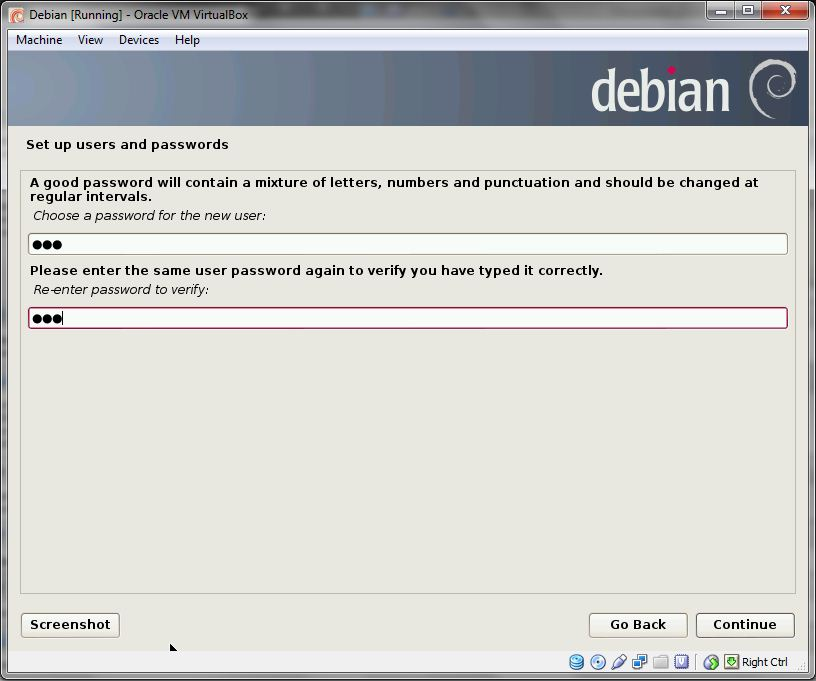 Debian [Running] - Oracle VM VirtualBox
Machine View Devices Help
debian
Set up users and passwords
A good password will contain a mixture of letters, numbers and punctuation and should be changed at
regular intervals.
Choose a password for the new user:
●●●
Please enter the same user password again to verify you have typed it correctly.
Re-enter password to verify:
●●●
Screenshot Go Back Continue
Right Ctrl